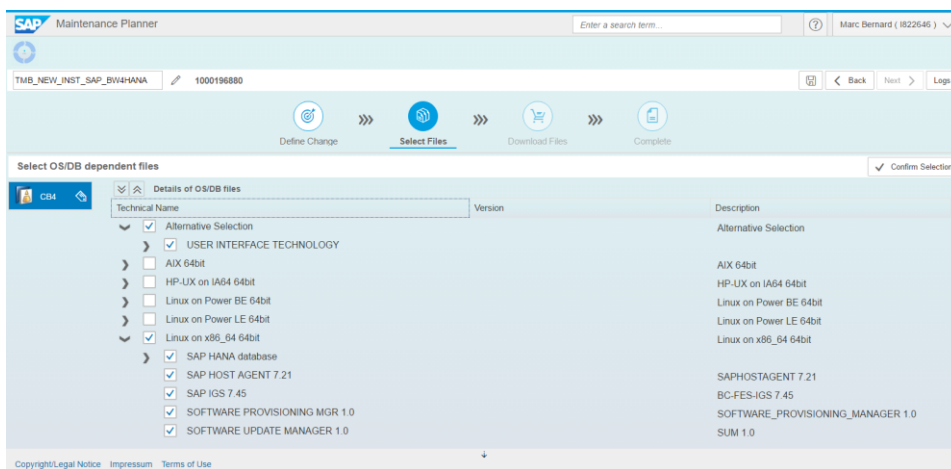 SAP Maintenance Planner Enter a search term... ? Marc Bernard ( I822646 )
TMB_NEW_INST_SAP_BW4HANA 1000196880 Back Next Logs
Define Change Select Files Download Files Complete
Select OS/DB dependent files Confirm Selection
CB4 Details of OS/DB files
Technical Name Version Description
Alternative Selection Alternative Selection
USER INTERFACE TECHNOLOGY
AIX 64bit AIX 64bit
HP-UX on IA64 64bit HP-UX on IA64 64bit
Linux on Power BE 64bit Linux on Power BE 64bit
Linux on Power LE 64bit Linux on Power LE 64bit
Linux on x86_64 64bit Linux on x86_64 64bit
SAP HANA database
SAP HOST AGENT 7.21 SAPHOSTAGENT 7.21
SAP IGS 7.45 BC-FES-IGS 7.45
SOFTWARE PROVISIONING MGR 1.0 SOFTWARE_PROVISIONING_MANAGER 1.0
SOFTWARE UPDATE MANAGER 1.0 SUM 1.0
Copyright/Legal Notice Impressum Terms of Use